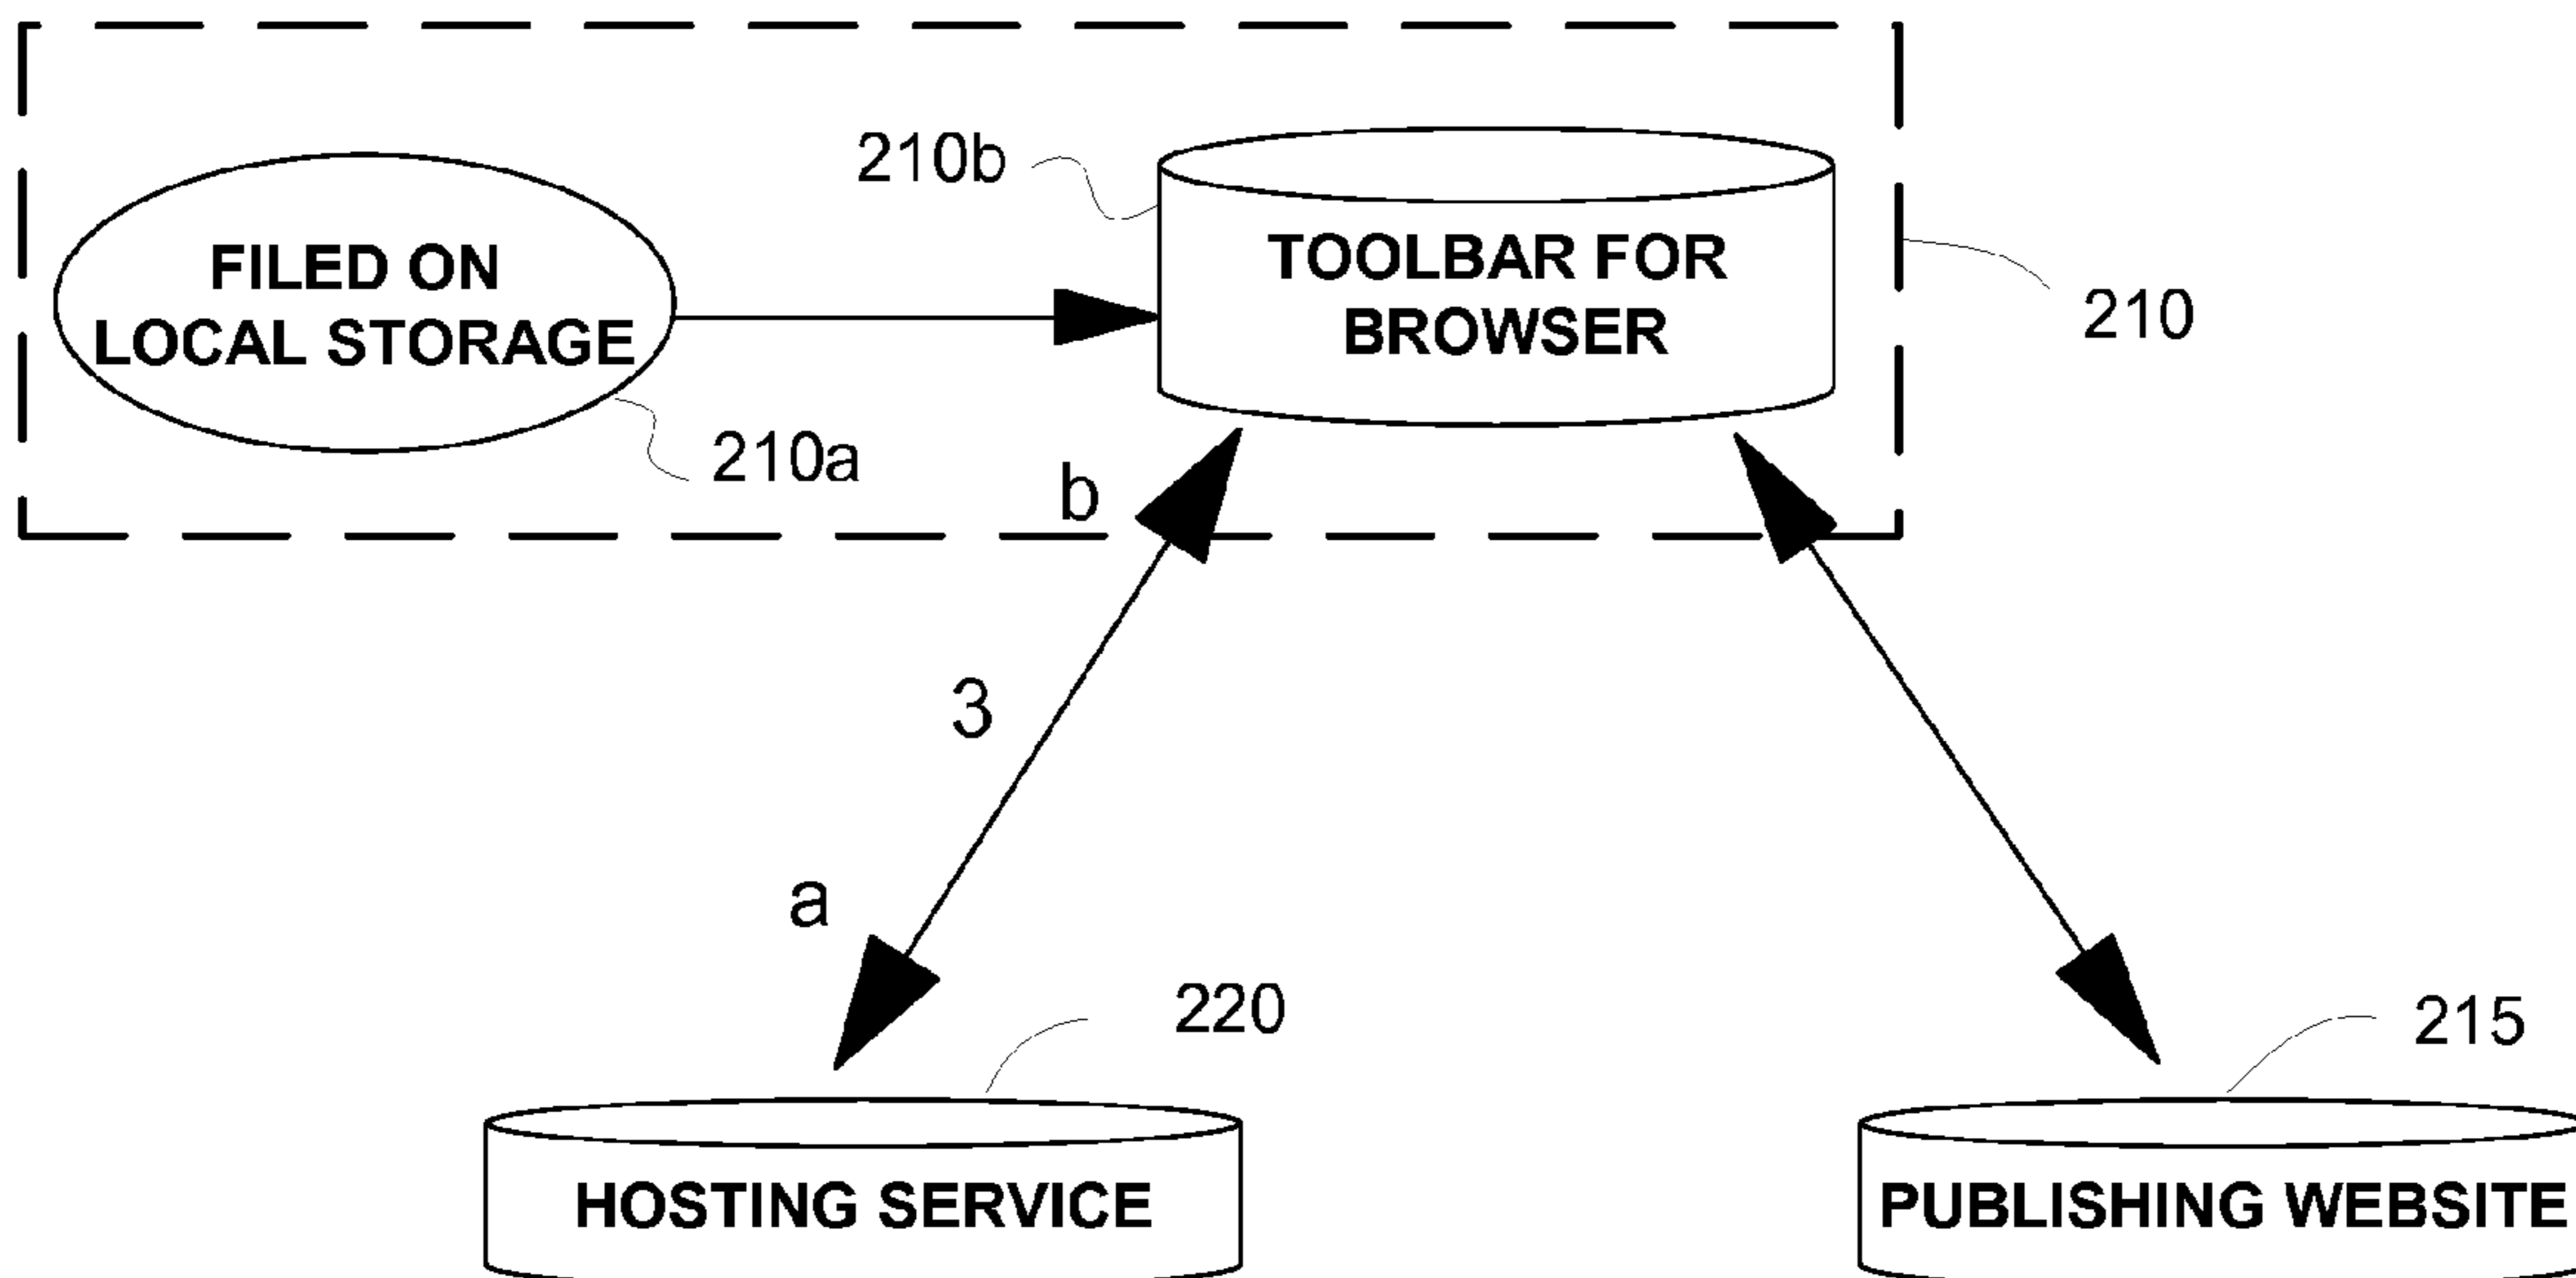 210b
TOOLBAR FOR
BROWSER
FILED ON
LOCAL STORAGE
210
210a
b
3
a
220
215
HOSTING SERVICE
PUBLISHING WEBSITE